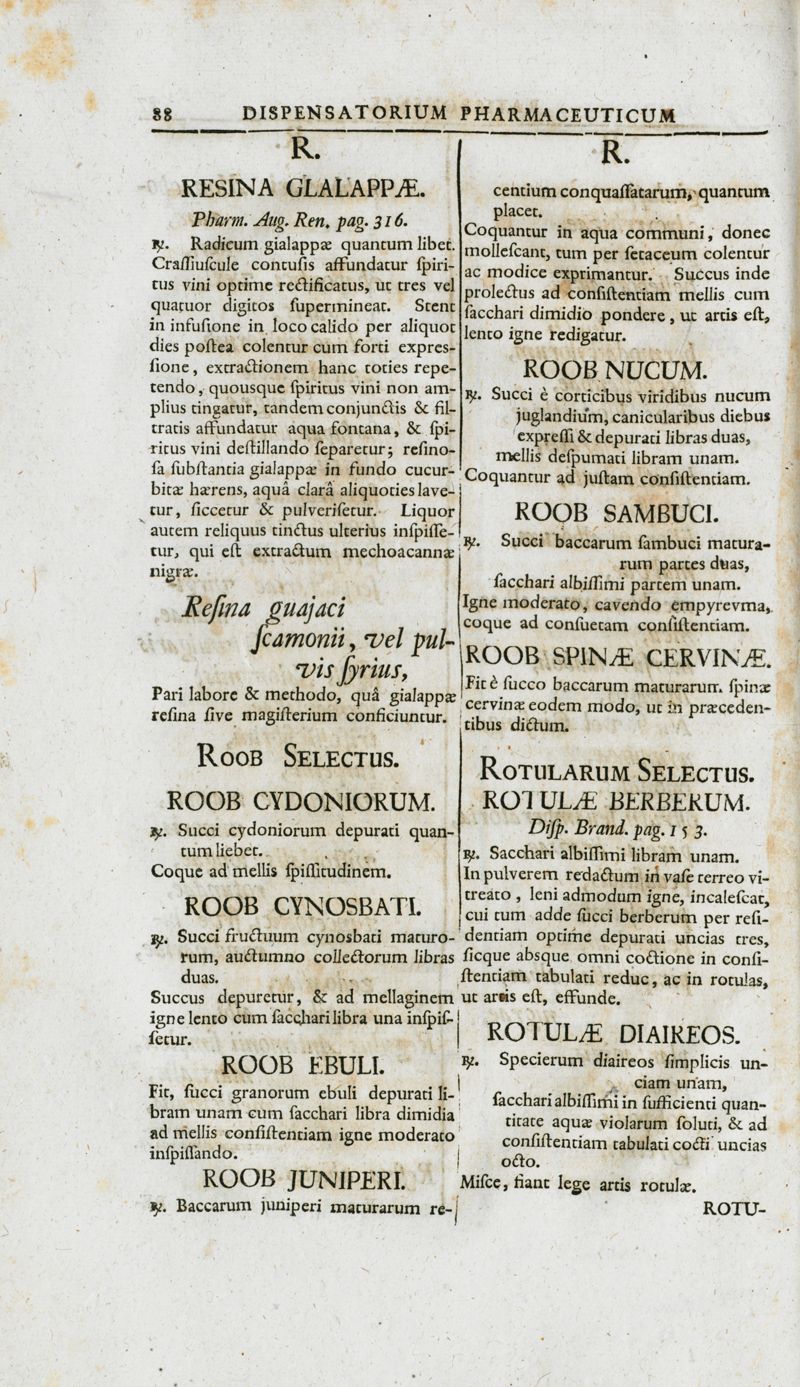 88 DISPENSATORIUM PHARMACEUTICUM
R.
RESINA GLALAPPÆ.
Pharm. Aug. Ren. pag. 316.
℞. Radicum gialappæ quantum libet.
Craſſiuſcule contuſis affundatur ſpiri-
tus vini optime rectificatus, ut tres vel
quatuor digitos ſupermineat. Stent
in infuſione in loco calido per aliquot
dies poſtea colentur cum forti expres-
ſione, extractionem hanc toties repe-
tendo, quousque ſpiritus vini non am-
plius tingatur, tandem conjunctis & fil-
tratis affundatur aqua fontana, & ſpi-
ritus vini deſtillando ſeparetur; reſino-
ſa ſubſtantia gialappæ in fundo cucur-
bitæ hærens, aquâ clarâ aliquoties lave-
tur, ſiccetur & pulveriſetur. Liquor
autem reliquus tinctus ulterius inſpiſſe-
tur, qui eſt extractum mechoacannæ
nigræ.
Reſina guajaci
ſcamonii, vel pul-
vis ſyrius,
Pari labore & methodo, quâ gialappæ
reſina ſive magiſterium conficiuntur.
ROOB SELECTUS.
ROOB CYDONIORUM.
℞. Succi cydoniorum depurati quan-
tum liebet.
Coque ad mellis ſpiſſitudinem.
ROOB CYNOSBATI.
℞. Succi fructuum cynosbati maturo-
rum, auctumno collectorum libras
duas.
Succus depuretur, & ad mellaginem
igne lento cum ſacchari libra una inſpiſ-
ſetur.
ROOB EBULI.
Fit, ſucci granorum ebuli depurati li-
bram unam cum ſacchari libra dimidia
ad mellis conſiſtentiam igne moderato
inſpiſſando.
ROOB JUNIPERI.
℞. Baccarum juniperi maturarum re-
R.
centium conquaſſatarum, quantum
placet.
Coquantur in aqua communi, donec
molleſcant, tum per ſetaceum colentur
ac modice exprimantur. Succus inde
prolectus ad conſiſtentiam mellis cum
ſacchari dimidio pondere, ut artis eſt,
lento igne redigatur.
ROOB NUCUM.
℞. Succi è corticibus viridibus nucum
juglandium, canicularibus diebus
expreſſi & depurati libras duas,
mellis deſpumati libram unam.
Coquantur ad juſtam conſiſtentiam.
ROOB SAMBUCI.
℞. Succi baccarum ſambuci matura-
rum partes duas,
ſacchari albiſſimi partem unam.
Igne moderato, cavendo empyrevma,
coque ad conſuetam conſiſtentiam.
ROOB SPINÆ CERVINÆ.
Fit è ſucco baccarum maturarum ſpinæ
cervinæ eodem modo, ut in præceden-
tibus dictum.
ROTULARUM SELECTUS.
ROTULÆ BERBERUM.
Diſp. Brand. pag. 153.
℞. Sacchari albiſſimi libram unam.
In pulverem redactum in vaſe terreo vi-
treato, leni admodum igne, incaleſcat,
cui tum adde ſucci berberum per reſi-
dentiam optime depurati uncias tres,
ſicque absque omni coctione in conſi-
ſtentiam tabulati reduc, ac in rotulas,
ut artis eſt, effunde.
ROTULÆ DIAIREOS.
℞. Specierum diaireos ſimplicis un-
ciam unam,
ſacchari albiſſimi in ſufficienti quan-
titate aquæ violarum ſoluti, & ad
conſiſtentiam tabulati cocti uncias
octo.
Miſce, fiant lege artis rotulæ.
ROTU-